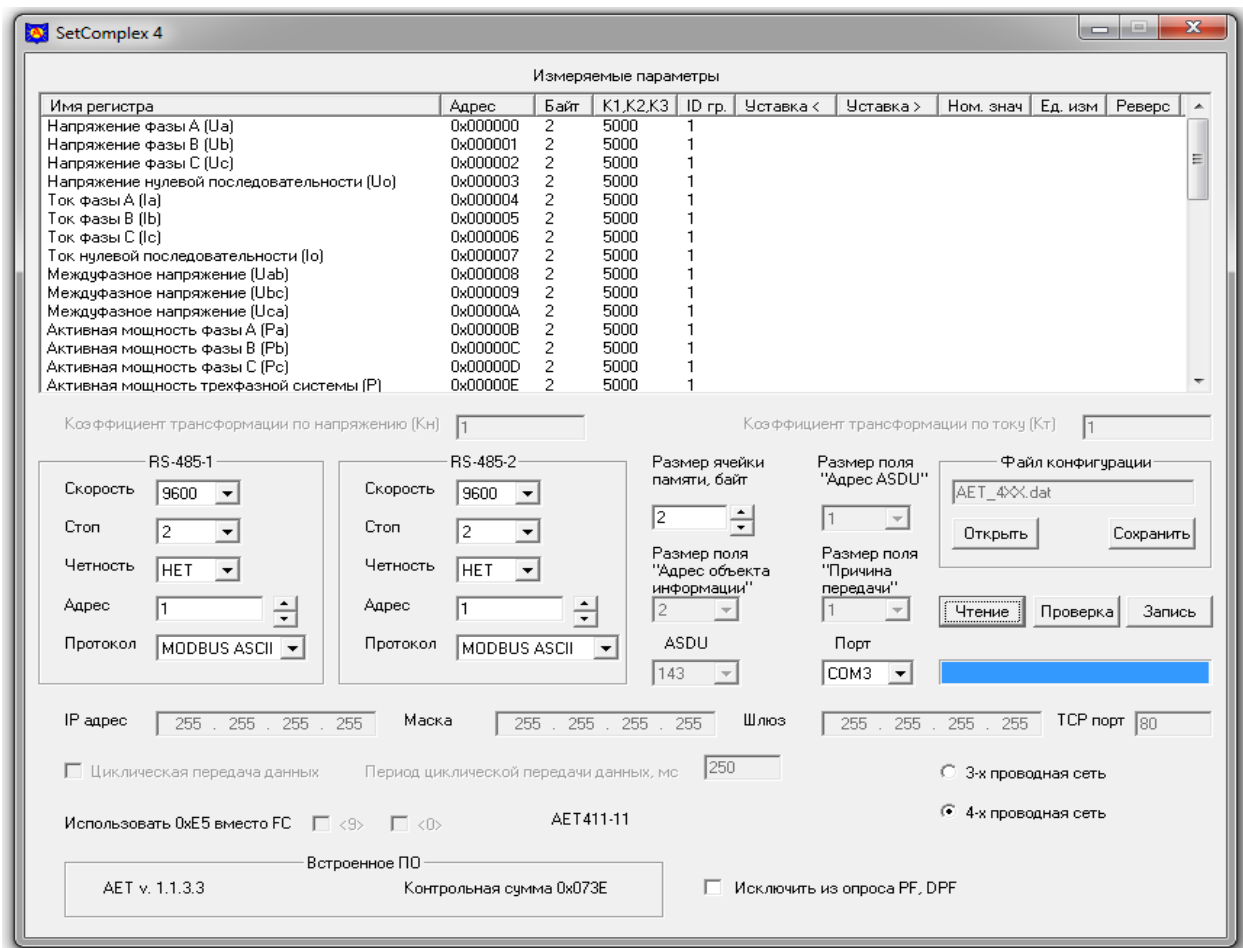 SetComplex 4
Измеряемые параметры
Имя регистра Адрес Байт К1,К2,К3 ID гр. Уставка < Уставка > Ном. знач Ед. изм Реверс
Напряжение фазы А (Ua) 0x000000 2 5000 1
Напряжение фазы В (Ub) 0x000001 2 5000 1
Напряжение фазы С (Uc) 0x000002 2 5000 1
Напряжение нулевой последовательности (Uo) 0x000003 2 5000 1
Ток фазы А (Ia) 0x000004 2 5000 1
Ток фазы В (Ib) 0x000005 2 5000 1
Ток фазы С (Ic) 0x000006 2 5000 1
Ток нулевой последовательности (Io) 0x000007 2 5000 1
Междуфазное напряжение (Uab) 0x000008 2 5000 1
Междуфазное напряжение (Ubc) 0x000009 2 5000 1
Междуфазное напряжение (Uca) 0x00000A 2 5000 1
Активная мощность фазы А (Pa) 0x00000B 2 5000 1
Активная мощность фазы В (Pb) 0x00000C 2 5000 1
Активная мощность фазы С (Pc) 0x00000D 2 5000 1
Активная мощность трехфазной системы (P) 0x00000E 2 5000 1
Коэффициент трансформации по напряжению (Кн) 1 Коэффициент трансформации по току (Кт) 1
RS-485-1
Скорость 9600
Стоп 2
Четность НЕТ
Адрес 1
Протокол MODBUS ASCII
RS-485-2
Скорость 9600
Стоп 2
Четность НЕТ
Адрес 1
Протокол MODBUS ASCII
Размер ячейки
памяти, байт
2
Размер поля
"Адрес объекта
информации"
2
ASDU
143
Размер поля
"Адрес ASDU"
1
Размер поля
"Причина
передачи"
1
Порт
COM3
Файл конфигурации
AET_4XX.dat
Открыть Сохранить
Чтение Проверка Запись
IP адрес 255 . 255 . 255 . 255 Маска 255 . 255 . 255 . 255 Шлюз 255 . 255 . 255 . 255 TCP порт 80
Циклическая передача данных Период циклической передачи данных, мс 250 3-х проводная сеть
Использовать 0xE5 вместо FC <9> <0> AET411-11 4-х проводная сеть
Встроенное ПО
AET v. 1.1.3.3 Контрольная сумма 0x073E Исключить из опроса PF, DPF